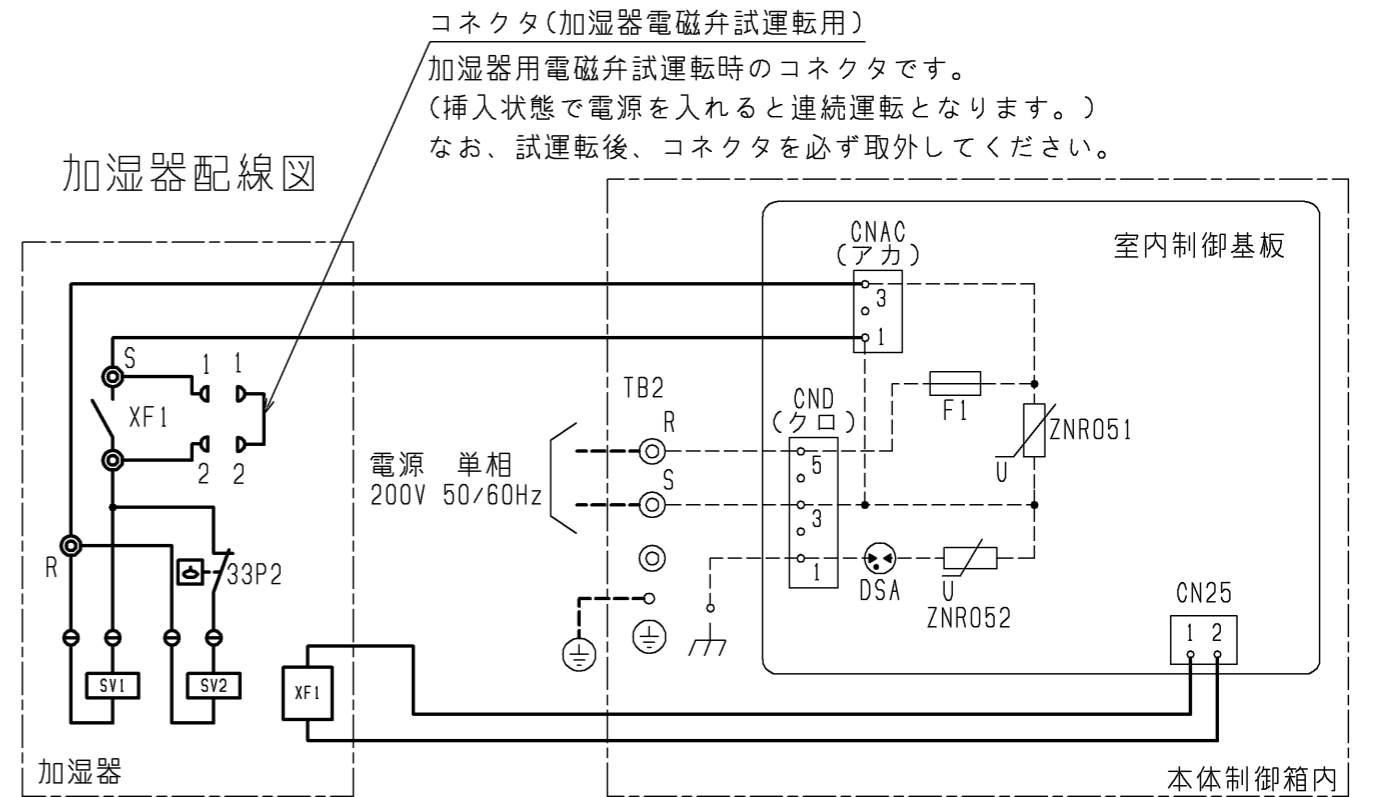 コネクタ(加湿器電磁弁試運転用)
加湿器用電磁弁試運転時のコネクタです。
(挿入状態で電源を入れると連続運転となります。)
なお、試運転後、コネクタを必ず取外してください。
加湿器配線図
CNAC
(アカ)
室内制御基板
3
1
S
1 1
XF1
2 2
TB2
R
S
CND
(クロ)
5
3
1
F1
ZNR051
U
電源 単相
200V 50/60Hz
R
33P2
DSA
U
ZNR052
CN25
1 2
SV1
SV2
XF1
加湿器
本体制御箱内